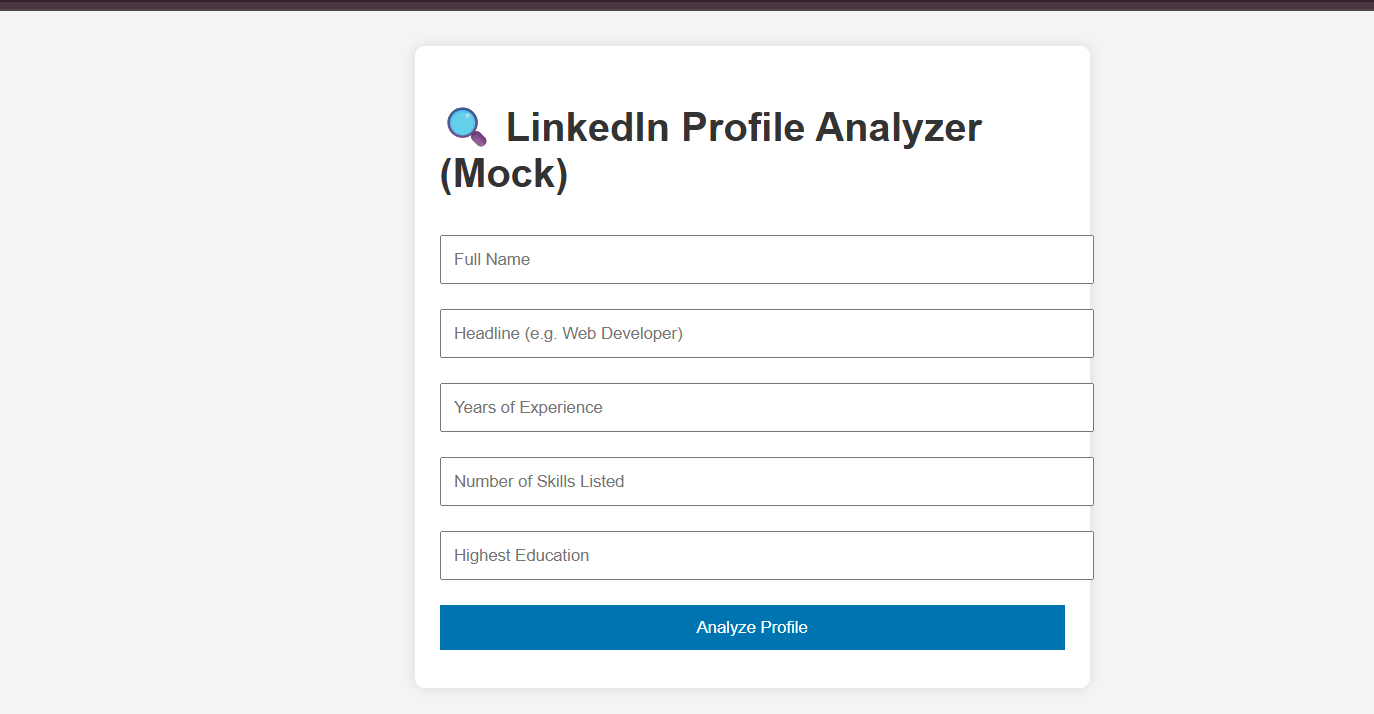 LinkedIn Profile Analyzer
(Mock)
Full Name
Headline (e.g. Web Developer)
Years of Experience
Number of Skills Listed
Highest Education
Analyze Profile